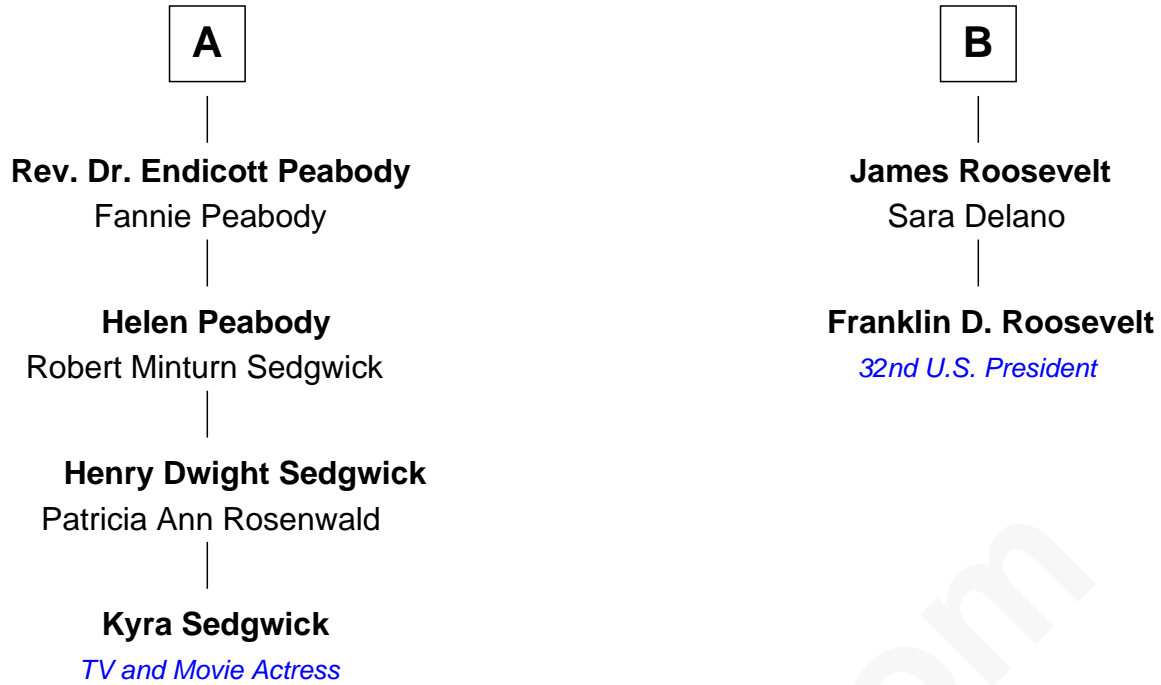 A
Rev. Dr. Endicott Peabody
Fannie Peabody
Helen Peabody
Robert Minturn Sedgwick
Henry Dwight Sedgwick
Patricia Ann Rosenwald
Kyra Sedgwick
TV and Movie Actress
B
James Roosevelt
Sara Delano
Franklin D. Roosevelt
32nd U.S. President
om